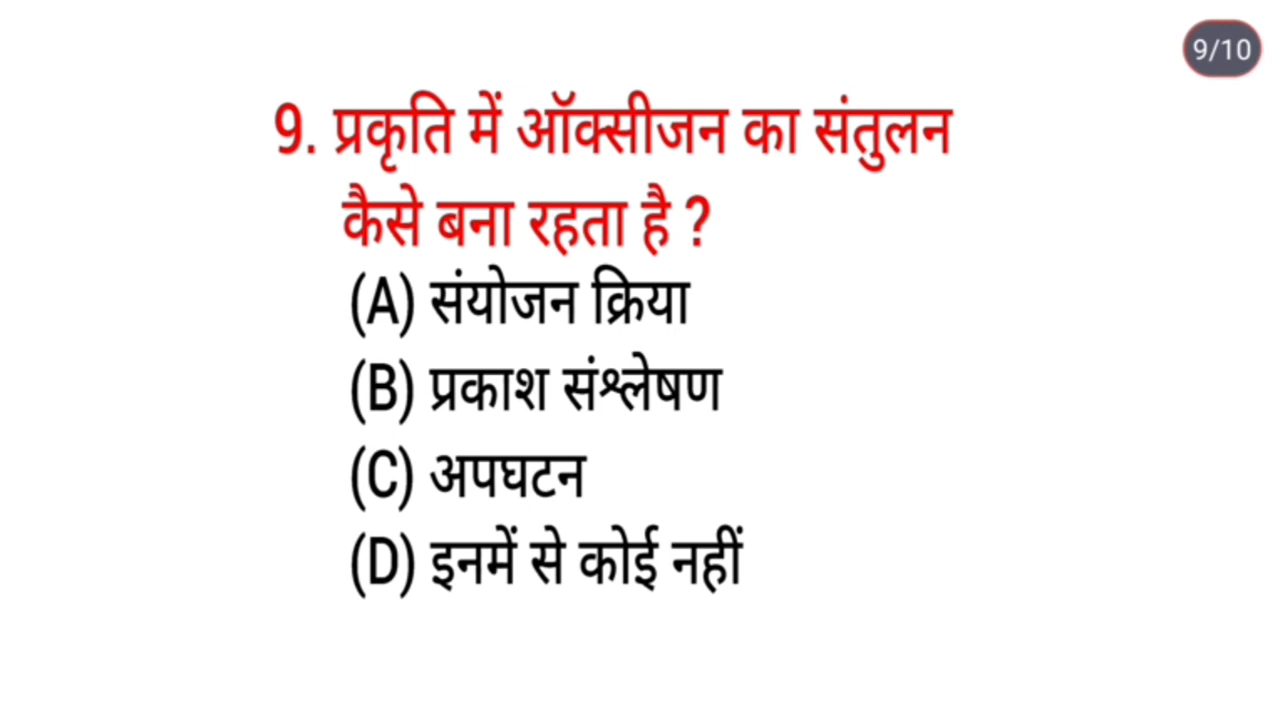 9/10
9. प्रकृति में ऑक्सीजन का संतुलन
कैसे बना रहता है ?
(A) संयोजन क्रिया
(B) प्रकाश संश्लेषण
(C) अपघटन
(D) इनमें से कोई नहीं